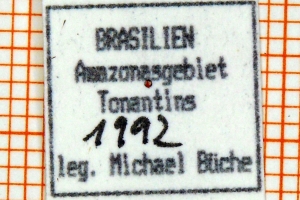 BRASILIEN
Amazonasgebiet
Tonantins
1992
leg. Michael Büche